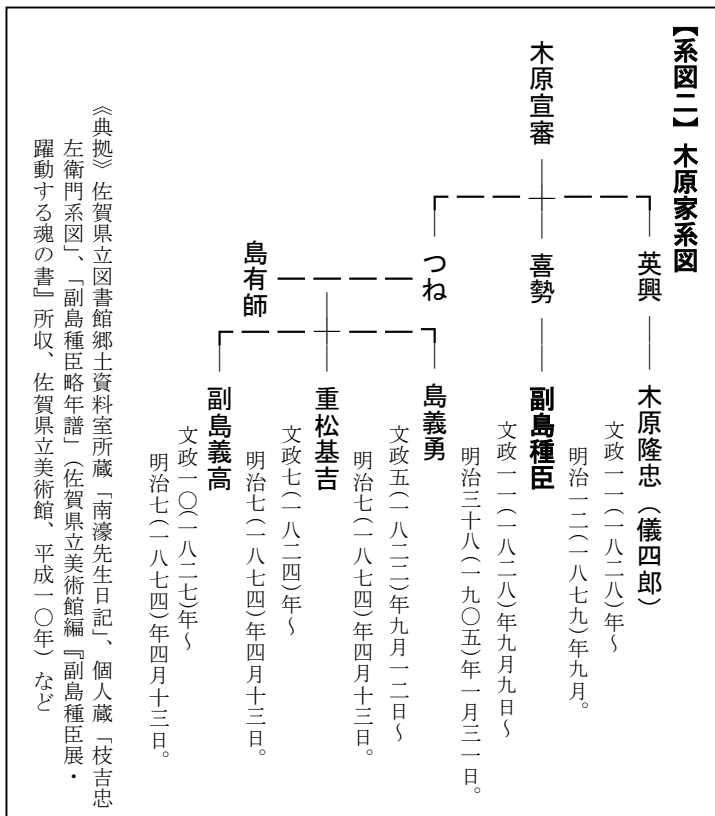 【系図二】木原家系図
木原宣審
英興
木原隆忠（儀四郎）
文政一一(一八二八)年～
明治一二(一八七九)年九月。
喜勢
副島種臣
文政一一(一八二八)年九月九日～
明治三十八(一九〇五)年一月三一日。
つね
島有師
島義勇
文政五(一八二二)年九月一二日～
明治七(一八七四)年四月十三日。
重松基吉
文政七(一八二四)年～
明治七(一八七四)年四月十三日。
副島義高
文政一〇(一八二七)年～
明治七(一八七四)年四月十三日。
《典拠》佐賀県立図書館郷土資料室所蔵「南濠先生日記」、個人蔵「枝吉忠
左衛門系図」、「副島種臣略年譜」（佐賀県立美術館編『副島種臣展・
躍動する魂の書』所収、佐賀県立美術館、平成一〇年）など